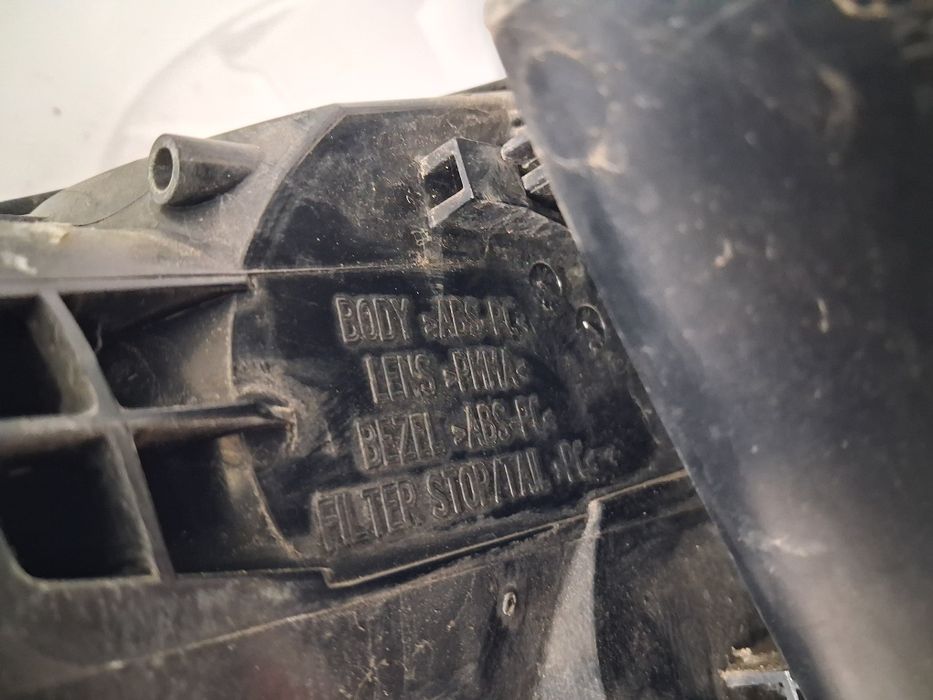 BODY >ABS-PC<
LENS >PMMA<
BEZEL >ABS-PC<
FILTER STOP/TAIL >PC<